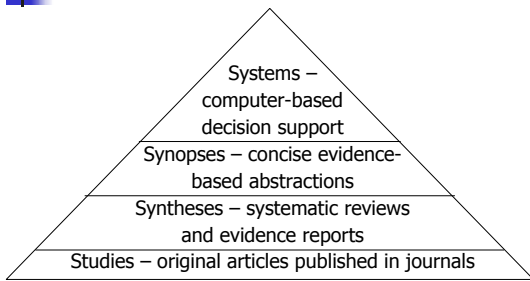 Systems –
computer-based
decision support
Synopses – concise evidence-
based abstractions
Syntheses – systematic reviews
and evidence reports
Studies – original articles published in journals